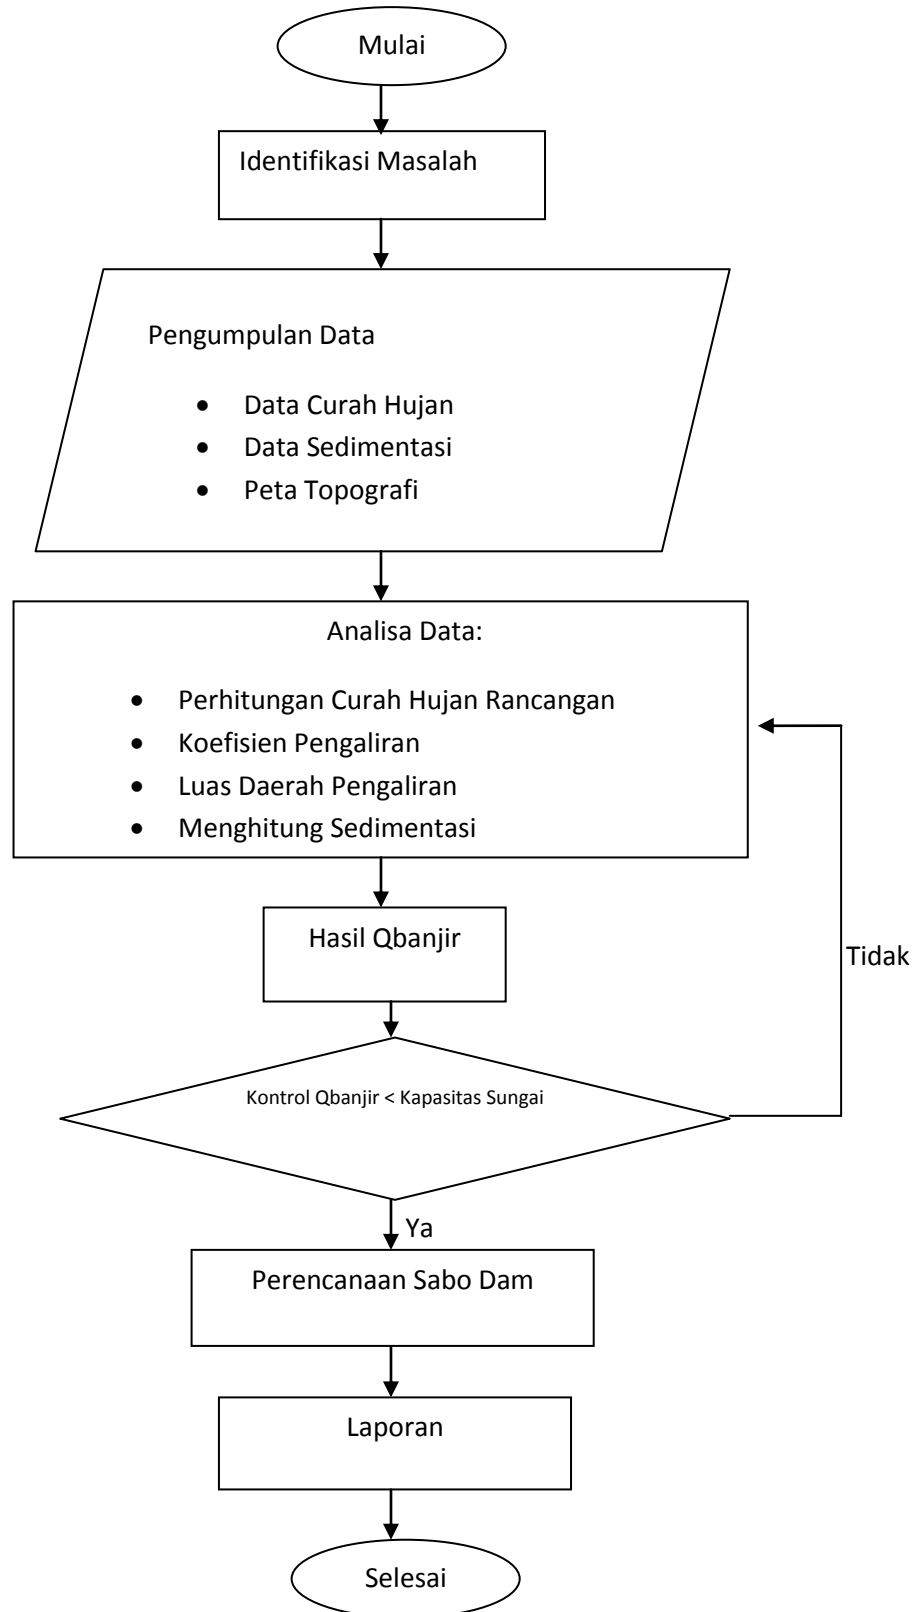 Mulai
Identifikasi Masalah
Pengumpulan Data
• Data Curah Hujan
• Data Sedimentasi
• Peta Topografi
Analisa Data:
• Perhitungan Curah Hujan Rancangan
• Koefisien Pengaliran
• Luas Daerah Pengaliran
• Menghitung Sedimentasi
Hasil Qbanjir
Tidak
Kontrol Qbanjir < Kapasitas Sungai
Ya
Perencanaan Sabo Dam
Laporan
Selesai